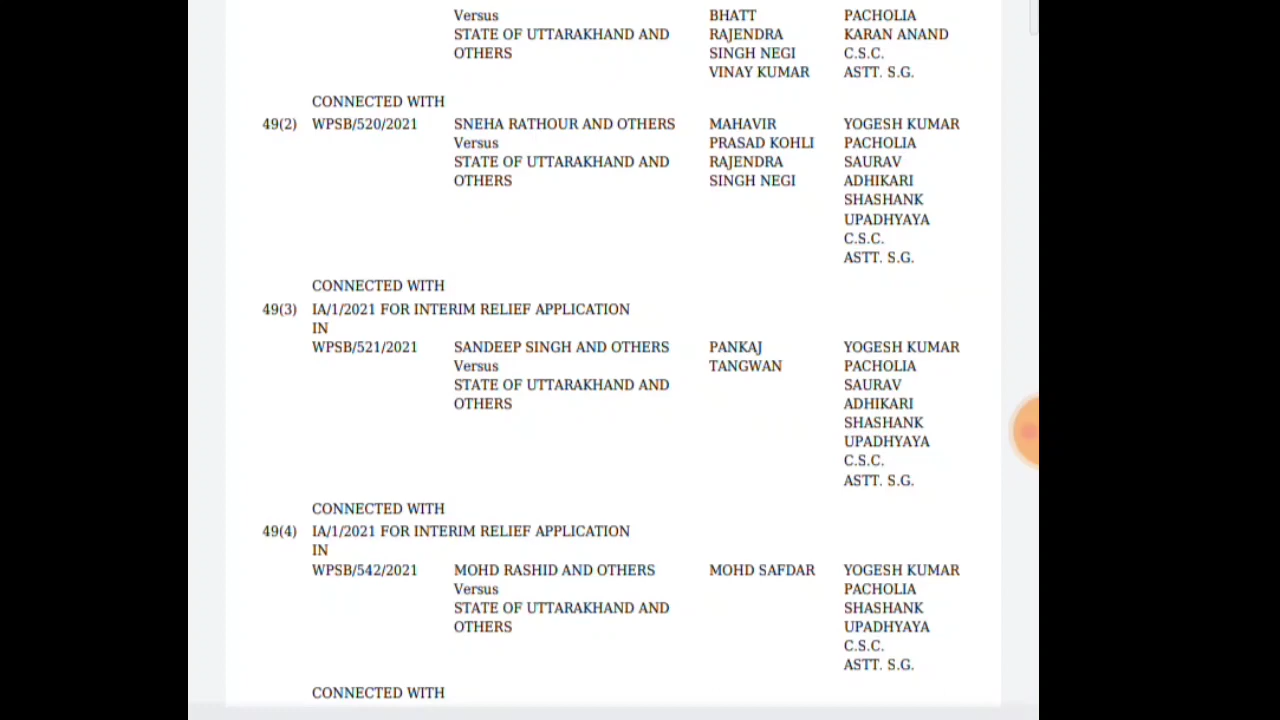 Versus BHATT PACHOLIA
STATE OF UTTARAKHAND AND RAJENDRA KARAN ANAND
OTHERS SINGH NEGI C.S.C.
VINAY KUMAR ASTT. S.G.
CONNECTED WITH
49(2) WPSB/520/2021 SNEHA RATHOUR AND OTHERS MAHAVIR YOGESH KUMAR
Versus PRASAD KOHLI PACHOLIA
STATE OF UTTARAKHAND AND RAJENDRA SAURAV
OTHERS SINGH NEGI ADHIKARI
SHASHANK
UPADHYAYA
C.S.C.
ASTT. S.G.
CONNECTED WITH
49(3) IA/1/2021 FOR INTERIM RELIEF APPLICATION
IN
WPSB/521/2021 SANDEEP SINGH AND OTHERS PANKAJ YOGESH KUMAR
Versus TANGWAN PACHOLIA
STATE OF UTTARAKHAND AND SAURAV
OTHERS ADHIKARI
SHASHANK
UPADHYAYA
C.S.C.
ASTT. S.G.
CONNECTED WITH
49(4) IA/1/2021 FOR INTERIM RELIEF APPLICATION
IN
WPSB/542/2021 MOHD RASHID AND OTHERS MOHD SAFDAR YOGESH KUMAR
Versus PACHOLIA
STATE OF UTTARAKHAND AND SHASHANK
OTHERS UPADHYAYA
C.S.C.
ASTT. S.G.
CONNECTED WITH